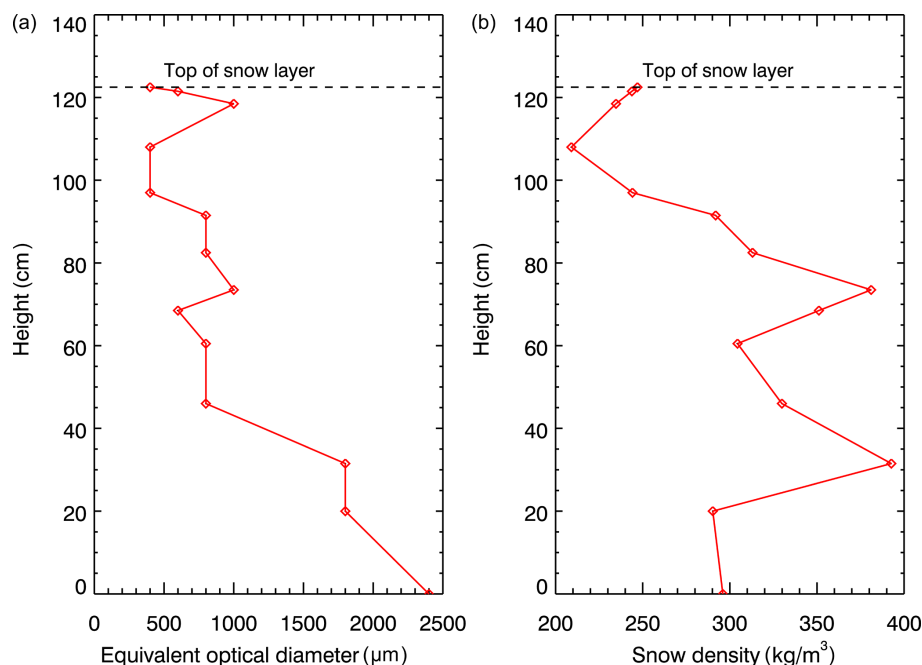 (a)
140
120
100
80
60
40
20
0
Height (cm)
Top of snow layer
0 500 1000 1500 2000 2500
Equivalent optical diameter (μm)
(b)
140
120
100
80
60
40
20
0
Height (cm)
Top of snow layer
200 250 300 350 400
Snow density (kg/m³)